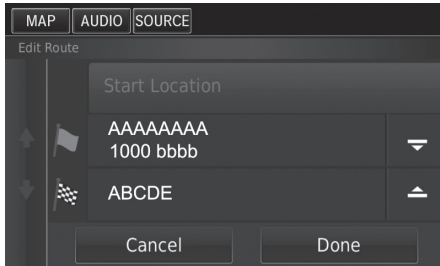 MAP AUDIO SOURCE
Edit Route
Start Location
AAAAAAAA
1000 bbbb
ABCDE
Cancel Done